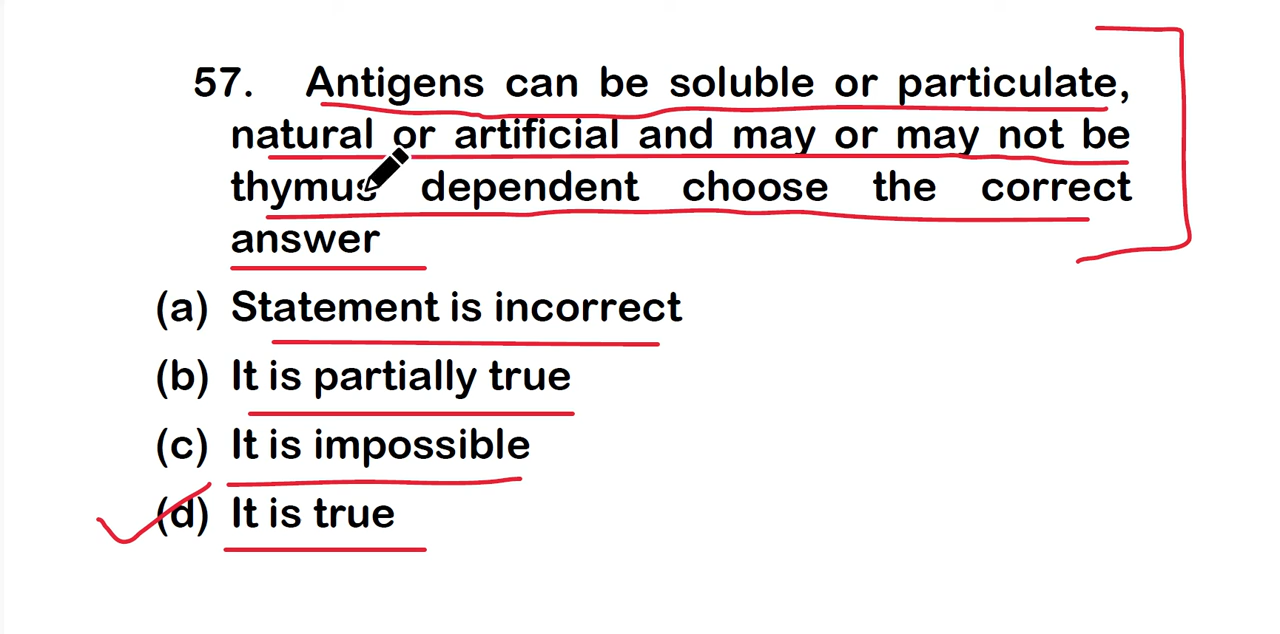 57. Antigens can be soluble or particulate,
natural or artificial and may or may not be
thymus dependent choose the correct
answer
(a) Statement is incorrect
(b) It is partially true
(c) It is impossible
(d) It is true